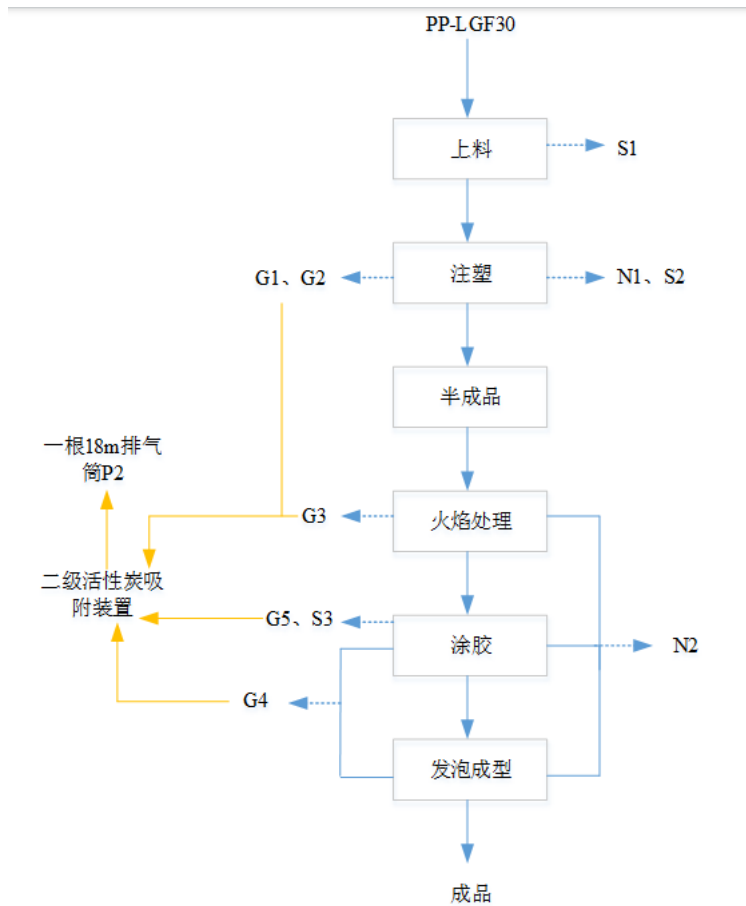 PP-LGF30
上料
S1
G1、G2
注塑
N1、S2
半成品
一根18m排气
筒P2
G3
火焰处理
二级活性炭吸
附装置
G5、S3
涂胶
N2
G4
发泡成型
成品